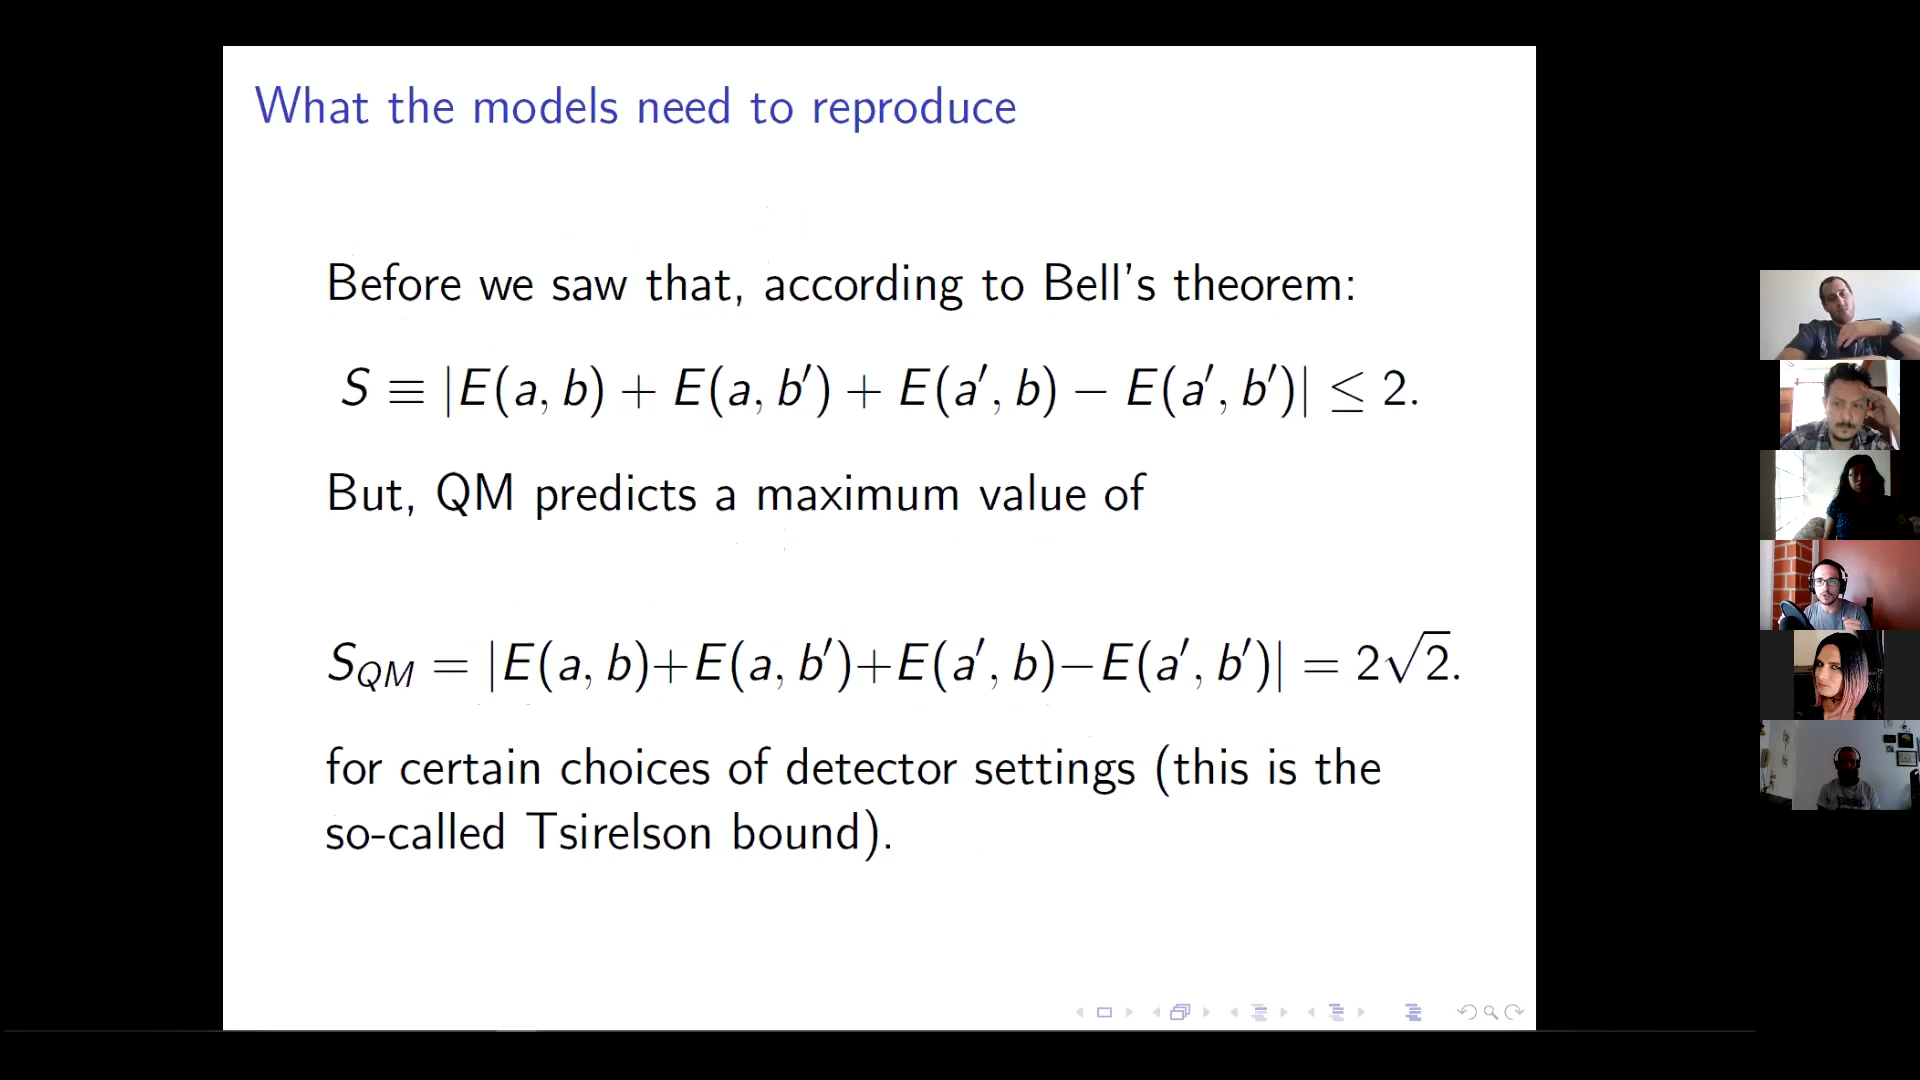 What the models need to reproduce
Before we saw that, according to Bell's theorem:
S ≡ |E(a, b) + E(a, b′) + E(a′, b) − E(a′, b′)| ≤ 2.
But, QM predicts a maximum value of
S_QM = |E(a, b)+E(a, b′)+E(a′, b)−E(a′, b′)| = 2√2.
for certain choices of detector settings (this is the
so-called Tsirelson bound).